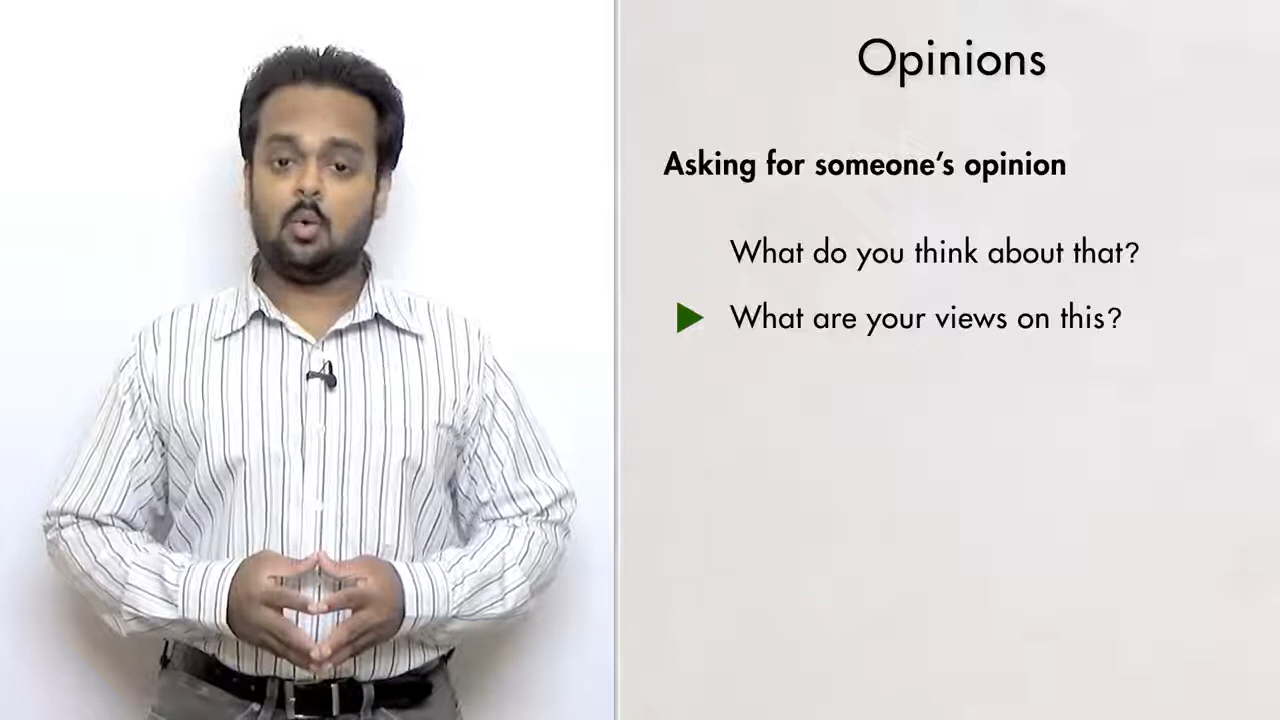 Opinions
Asking for someone’s opinion
What do you think about that?
What are your views on this?